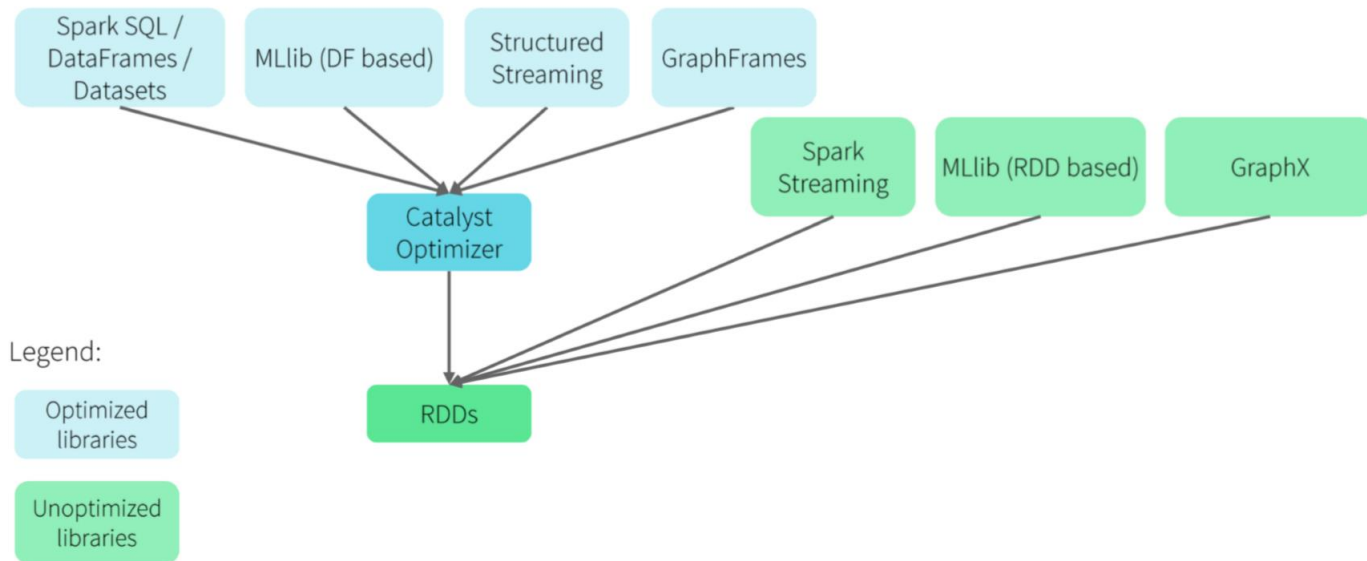 Spark SQL /
DataFrames /
Datasets
MLlib (DF based)
Structured
Streaming
GraphFrames
Spark
Streaming
MLlib (RDD based)
GraphX
Catalyst
Optimizer
RDDs
Legend:
Optimized
libraries
Unoptimized
libraries